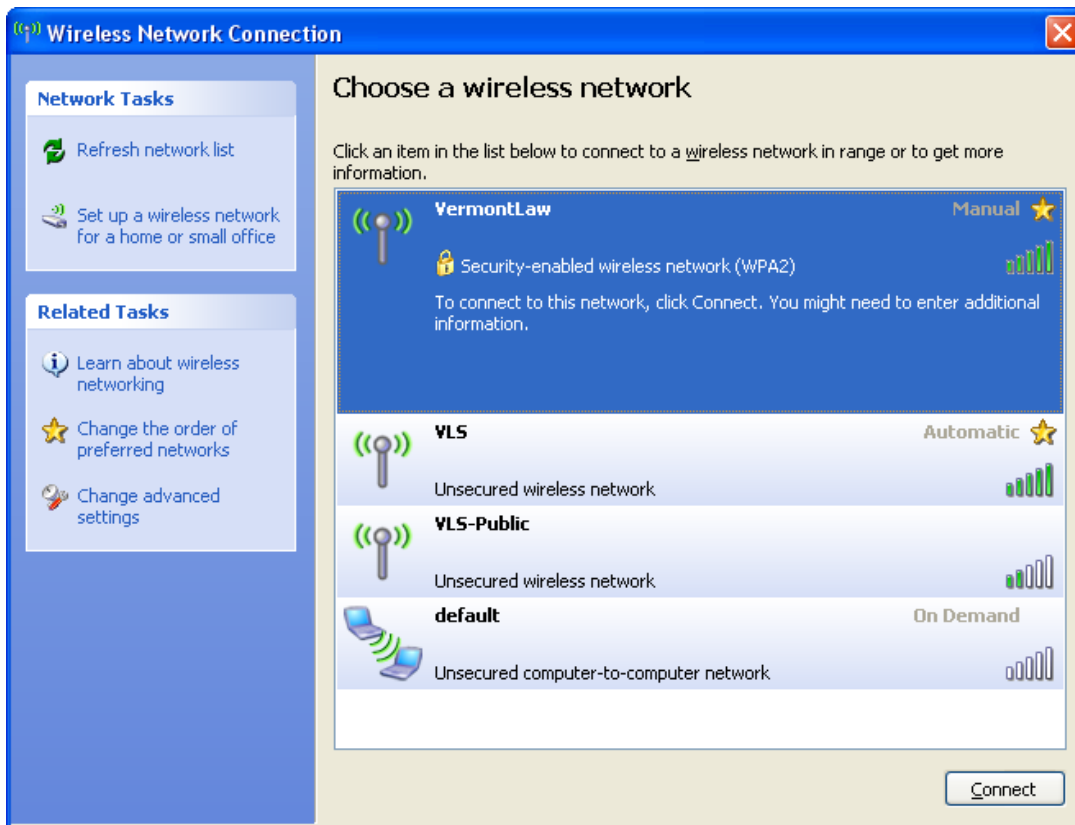 Wireless Network Connection
Network Tasks
Refresh network list
Set up a wireless network
for a home or small office
Related Tasks
Learn about wireless
networking
Change the order of
preferred networks
Change advanced
settings
Choose a wireless network
Click an item in the list below to connect to a wireless network in range or to get more
information.
VermontLaw Manual
Security-enabled wireless network (WPA2)
To connect to this network, click Connect. You might need to enter additional
information.
VLS Automatic
Unsecured wireless network
VLS-Public
Unsecured wireless network
default On Demand
Unsecured computer-to-computer network
Connect